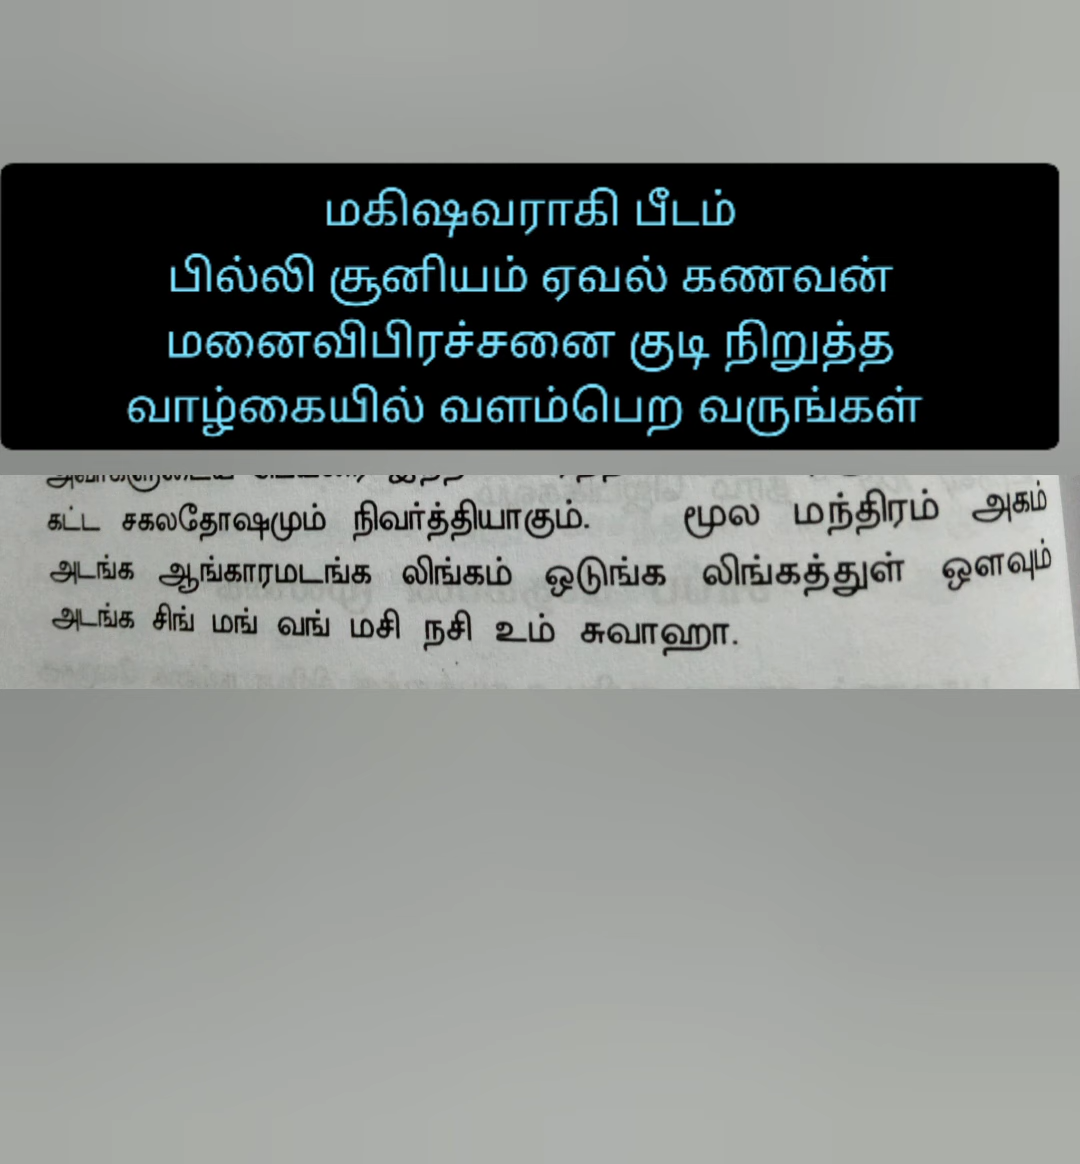 மகிஷவராகி பீடம்
பில்லி சூனியம் ஏவல் கணவன்
மனைவிபிரச்சனை குடி நிறுத்த
வாழ்கையில் வளம்பெற வருங்கள்
கட்ட சகலதோஷமும் நிவர்த்தியாகும். மூல மந்திரம் அகம்
அடங்க ஆங்காரமடங்க லிங்கம் ஒடுங்க லிங்கத்துள் ஔவும்
அடங்க சிங் மங் வங் மசி நசி உம் சுவாஹா.